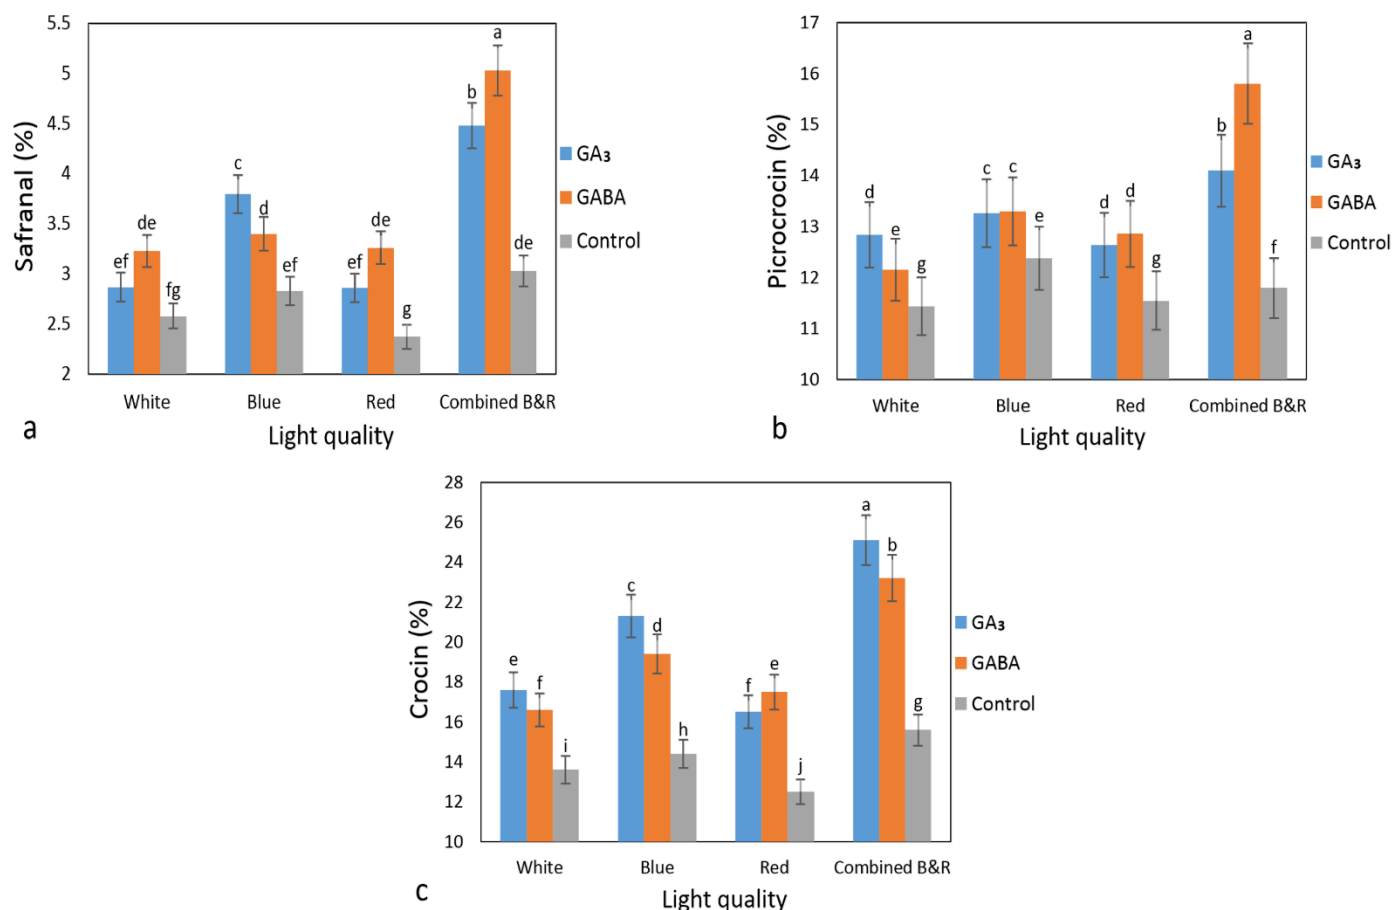 5.5
5
4.5
4
3.5
3
2.5
2
Safranal (%)
ef
de
fg
c
d
ef
ef
de
g
b
a
de
White
Blue
Red
Combined B&R
Light quality
a
GA₃
GABA
Control
17
16
15
14
13
12
11
10
Picrocrocin (%)
d
e
g
c
c
e
d
d
g
b
a
f
White
Blue
Red
Combined B&R
Light quality
b
GA₃
GABA
Control
28
26
24
22
20
18
16
14
12
10
Crocin (%)
e
f
i
c
d
h
f
e
j
a
b
g
White
Blue
Red
Combined B&R
Light quality
c
GA₃
GABA
Control